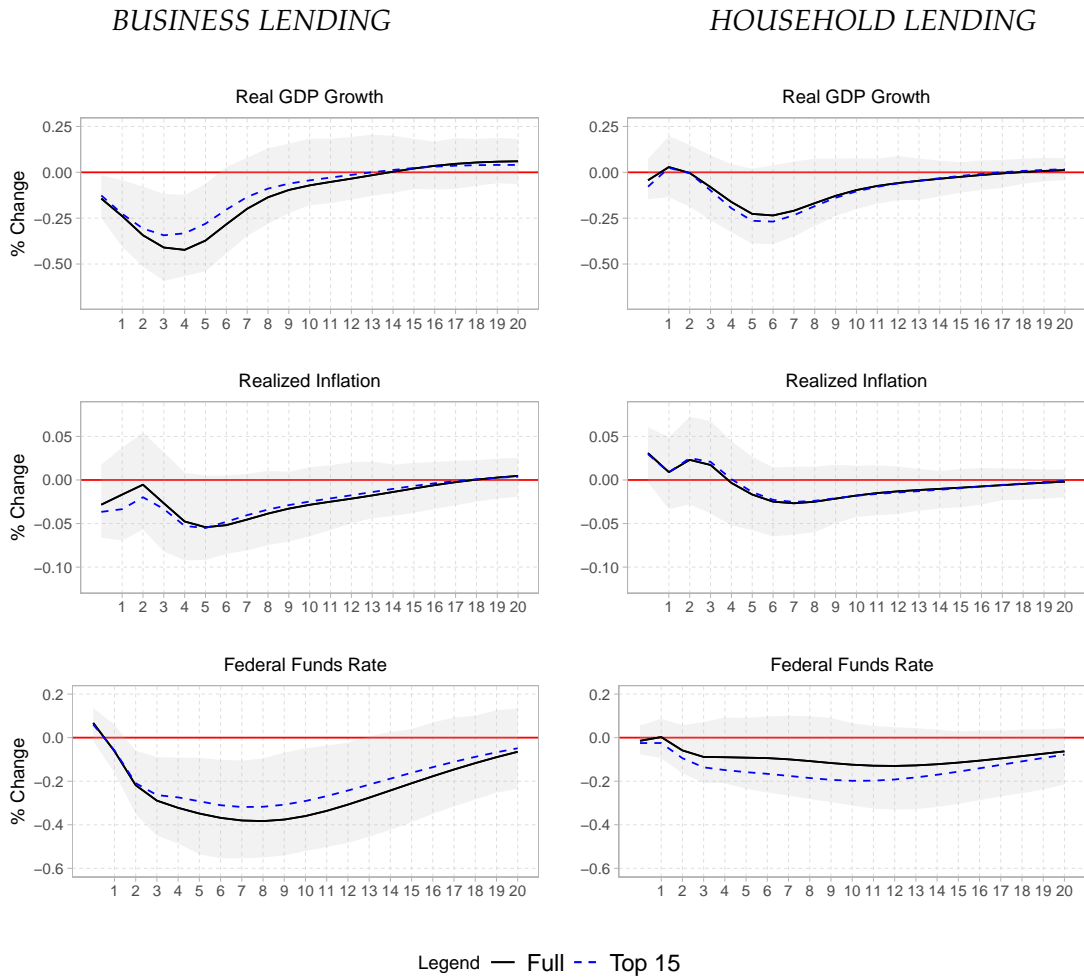 BUSINESS LENDING HOUSEHOLD LENDING
Real GDP Growth Real GDP Growth
% Change
0.25
0.00
−0.25
−0.50
1 2 3 4 5 6 7 8 9 10 11 12 13 14 15 16 17 18 19 20
0.25
0.00
−0.25
−0.50
1 2 3 4 5 6 7 8 9 10 11 12 13 14 15 16 17 18 19 20
Realized Inflation Realized Inflation
% Change
0.05
0.00
−0.05
−0.10
1 2 3 4 5 6 7 8 9 10 11 12 13 14 15 16 17 18 19 20
0.05
0.00
−0.05
−0.10
1 2 3 4 5 6 7 8 9 10 11 12 13 14 15 16 17 18 19 20
Federal Funds Rate Federal Funds Rate
% Change
0.2
0.0
−0.2
−0.4
−0.6
1 2 3 4 5 6 7 8 9 10 11 12 13 14 15 16 17 18 19 20
0.2
0.0
−0.2
−0.4
−0.6
1 2 3 4 5 6 7 8 9 10 11 12 13 14 15 16 17 18 19 20
Legend Full Top 15